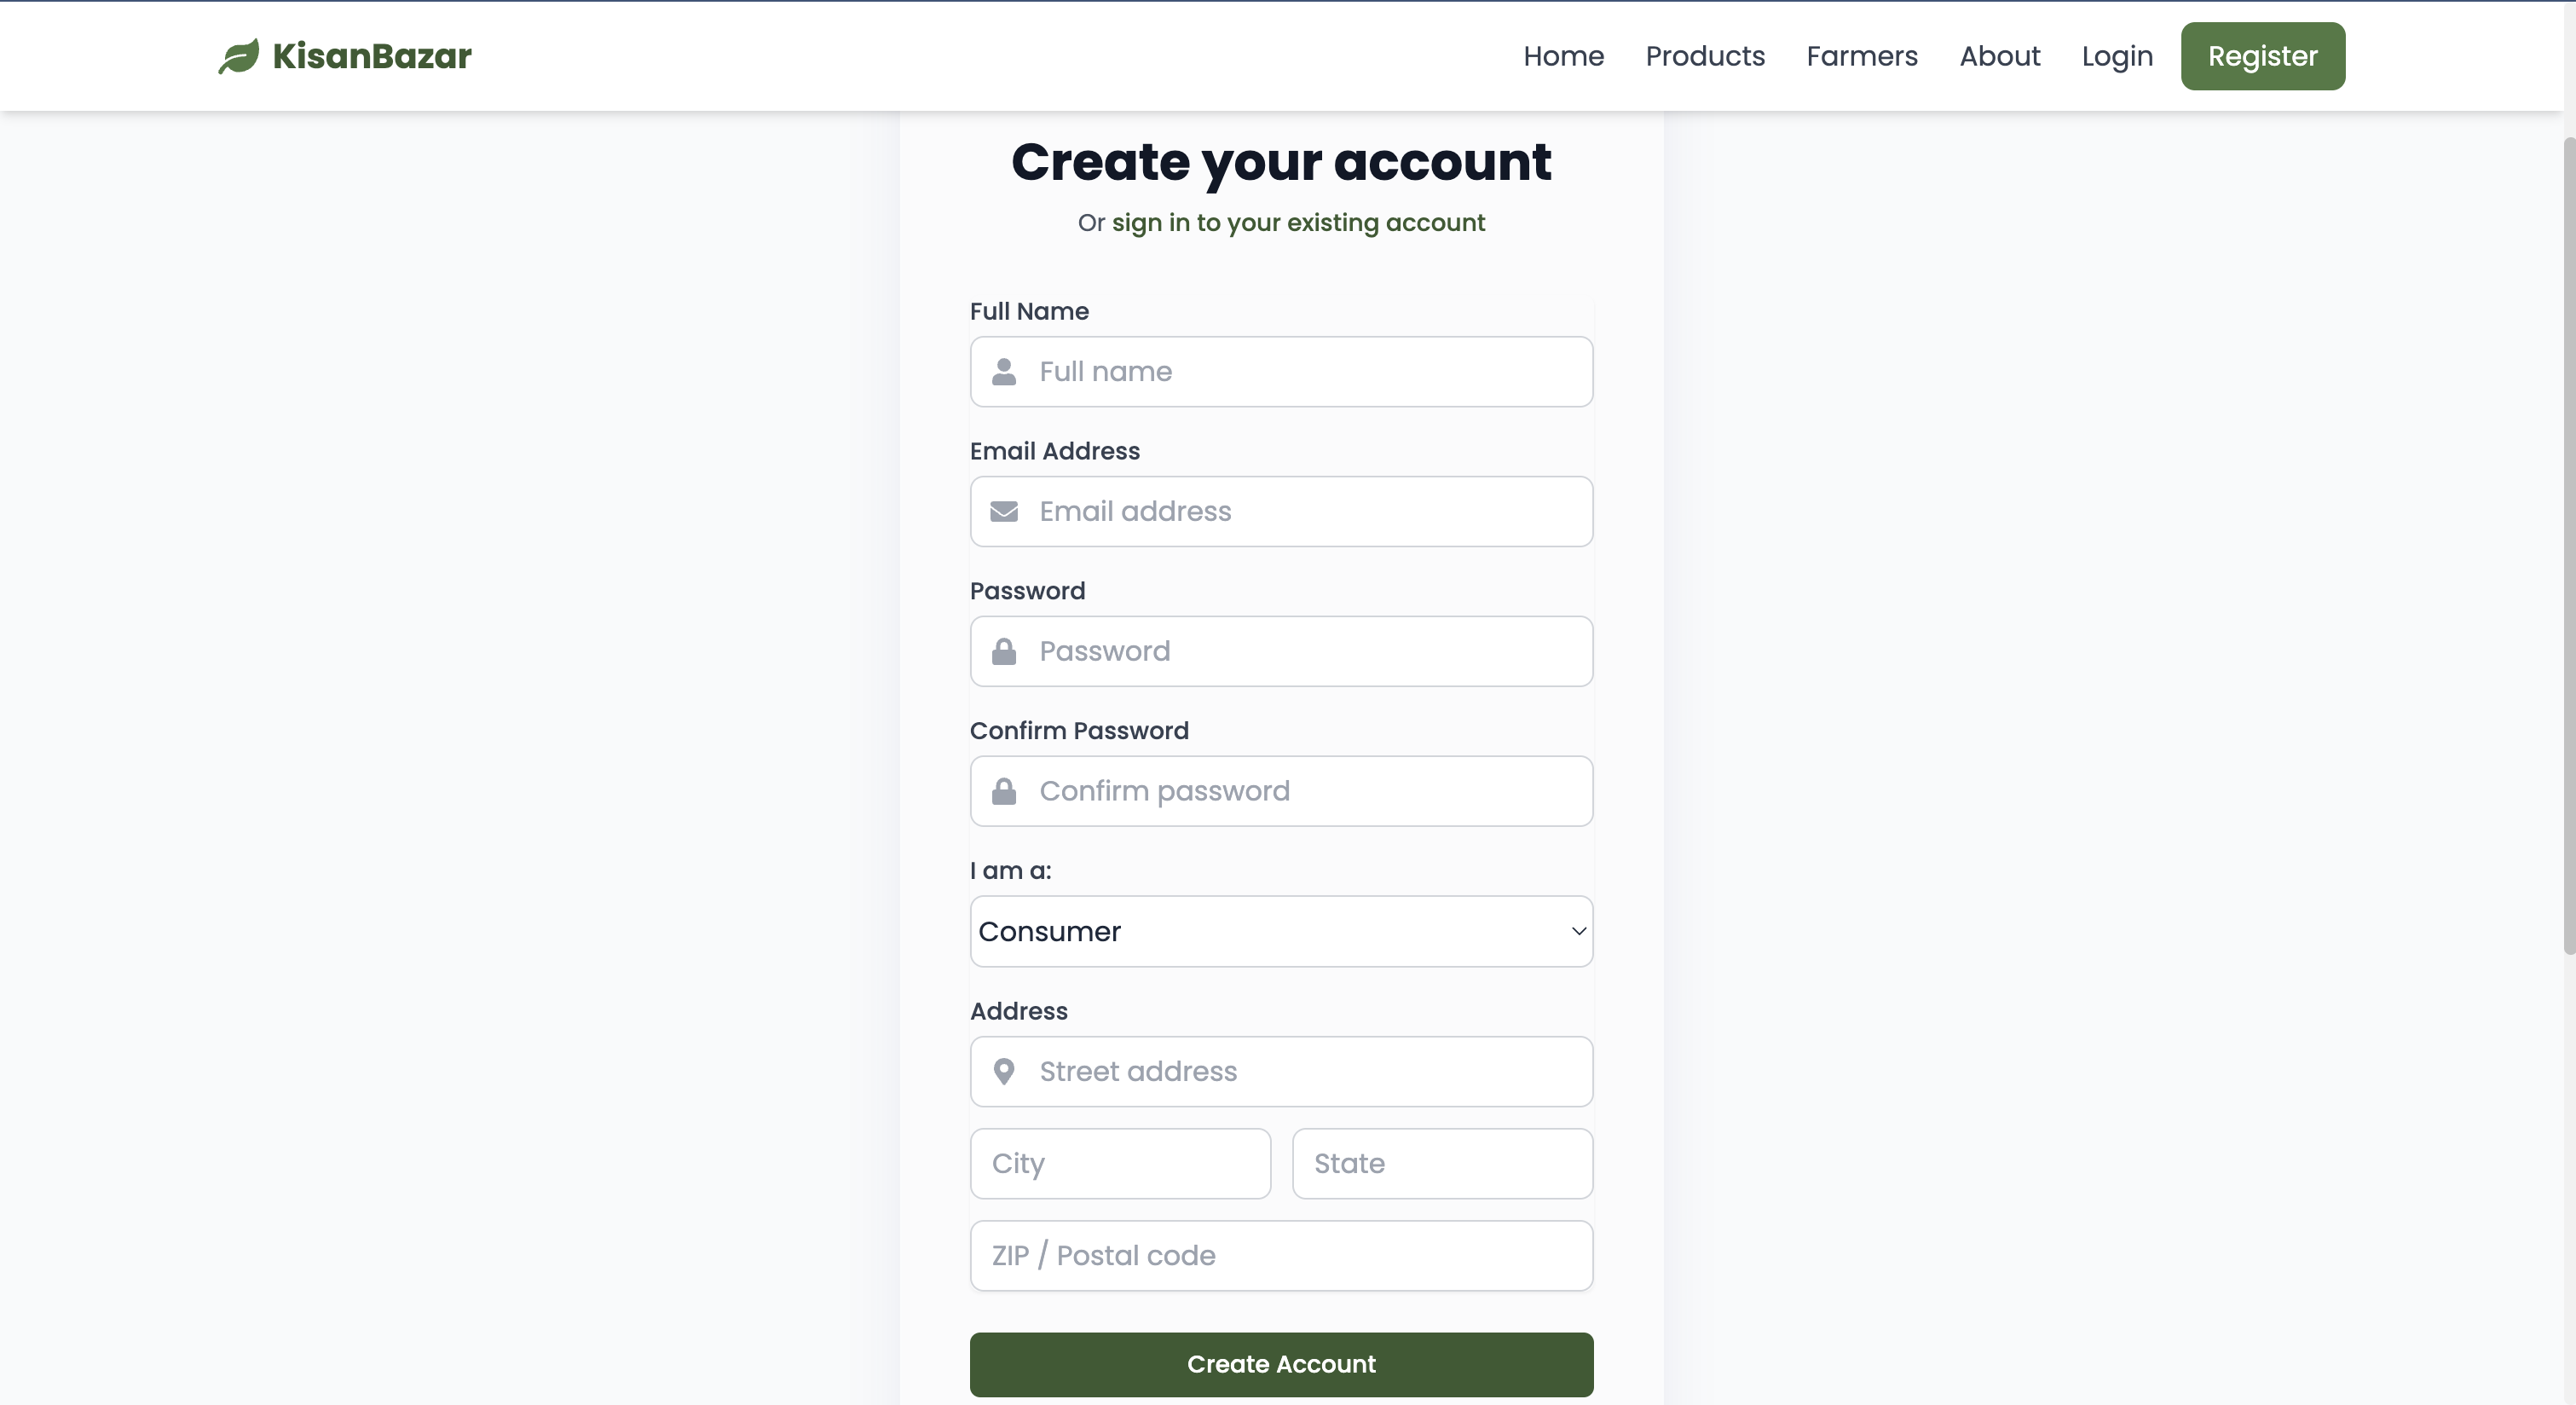 KisanBazar
Home Products Farmers About Login Register
Create your account
Or sign in to your existing account
Full Name
Full name
Email Address
Email address
Password
Password
Confirm Password
Confirm password
I am a:
Consumer
Address
Street address
City State
ZIP / Postal code
Create Account